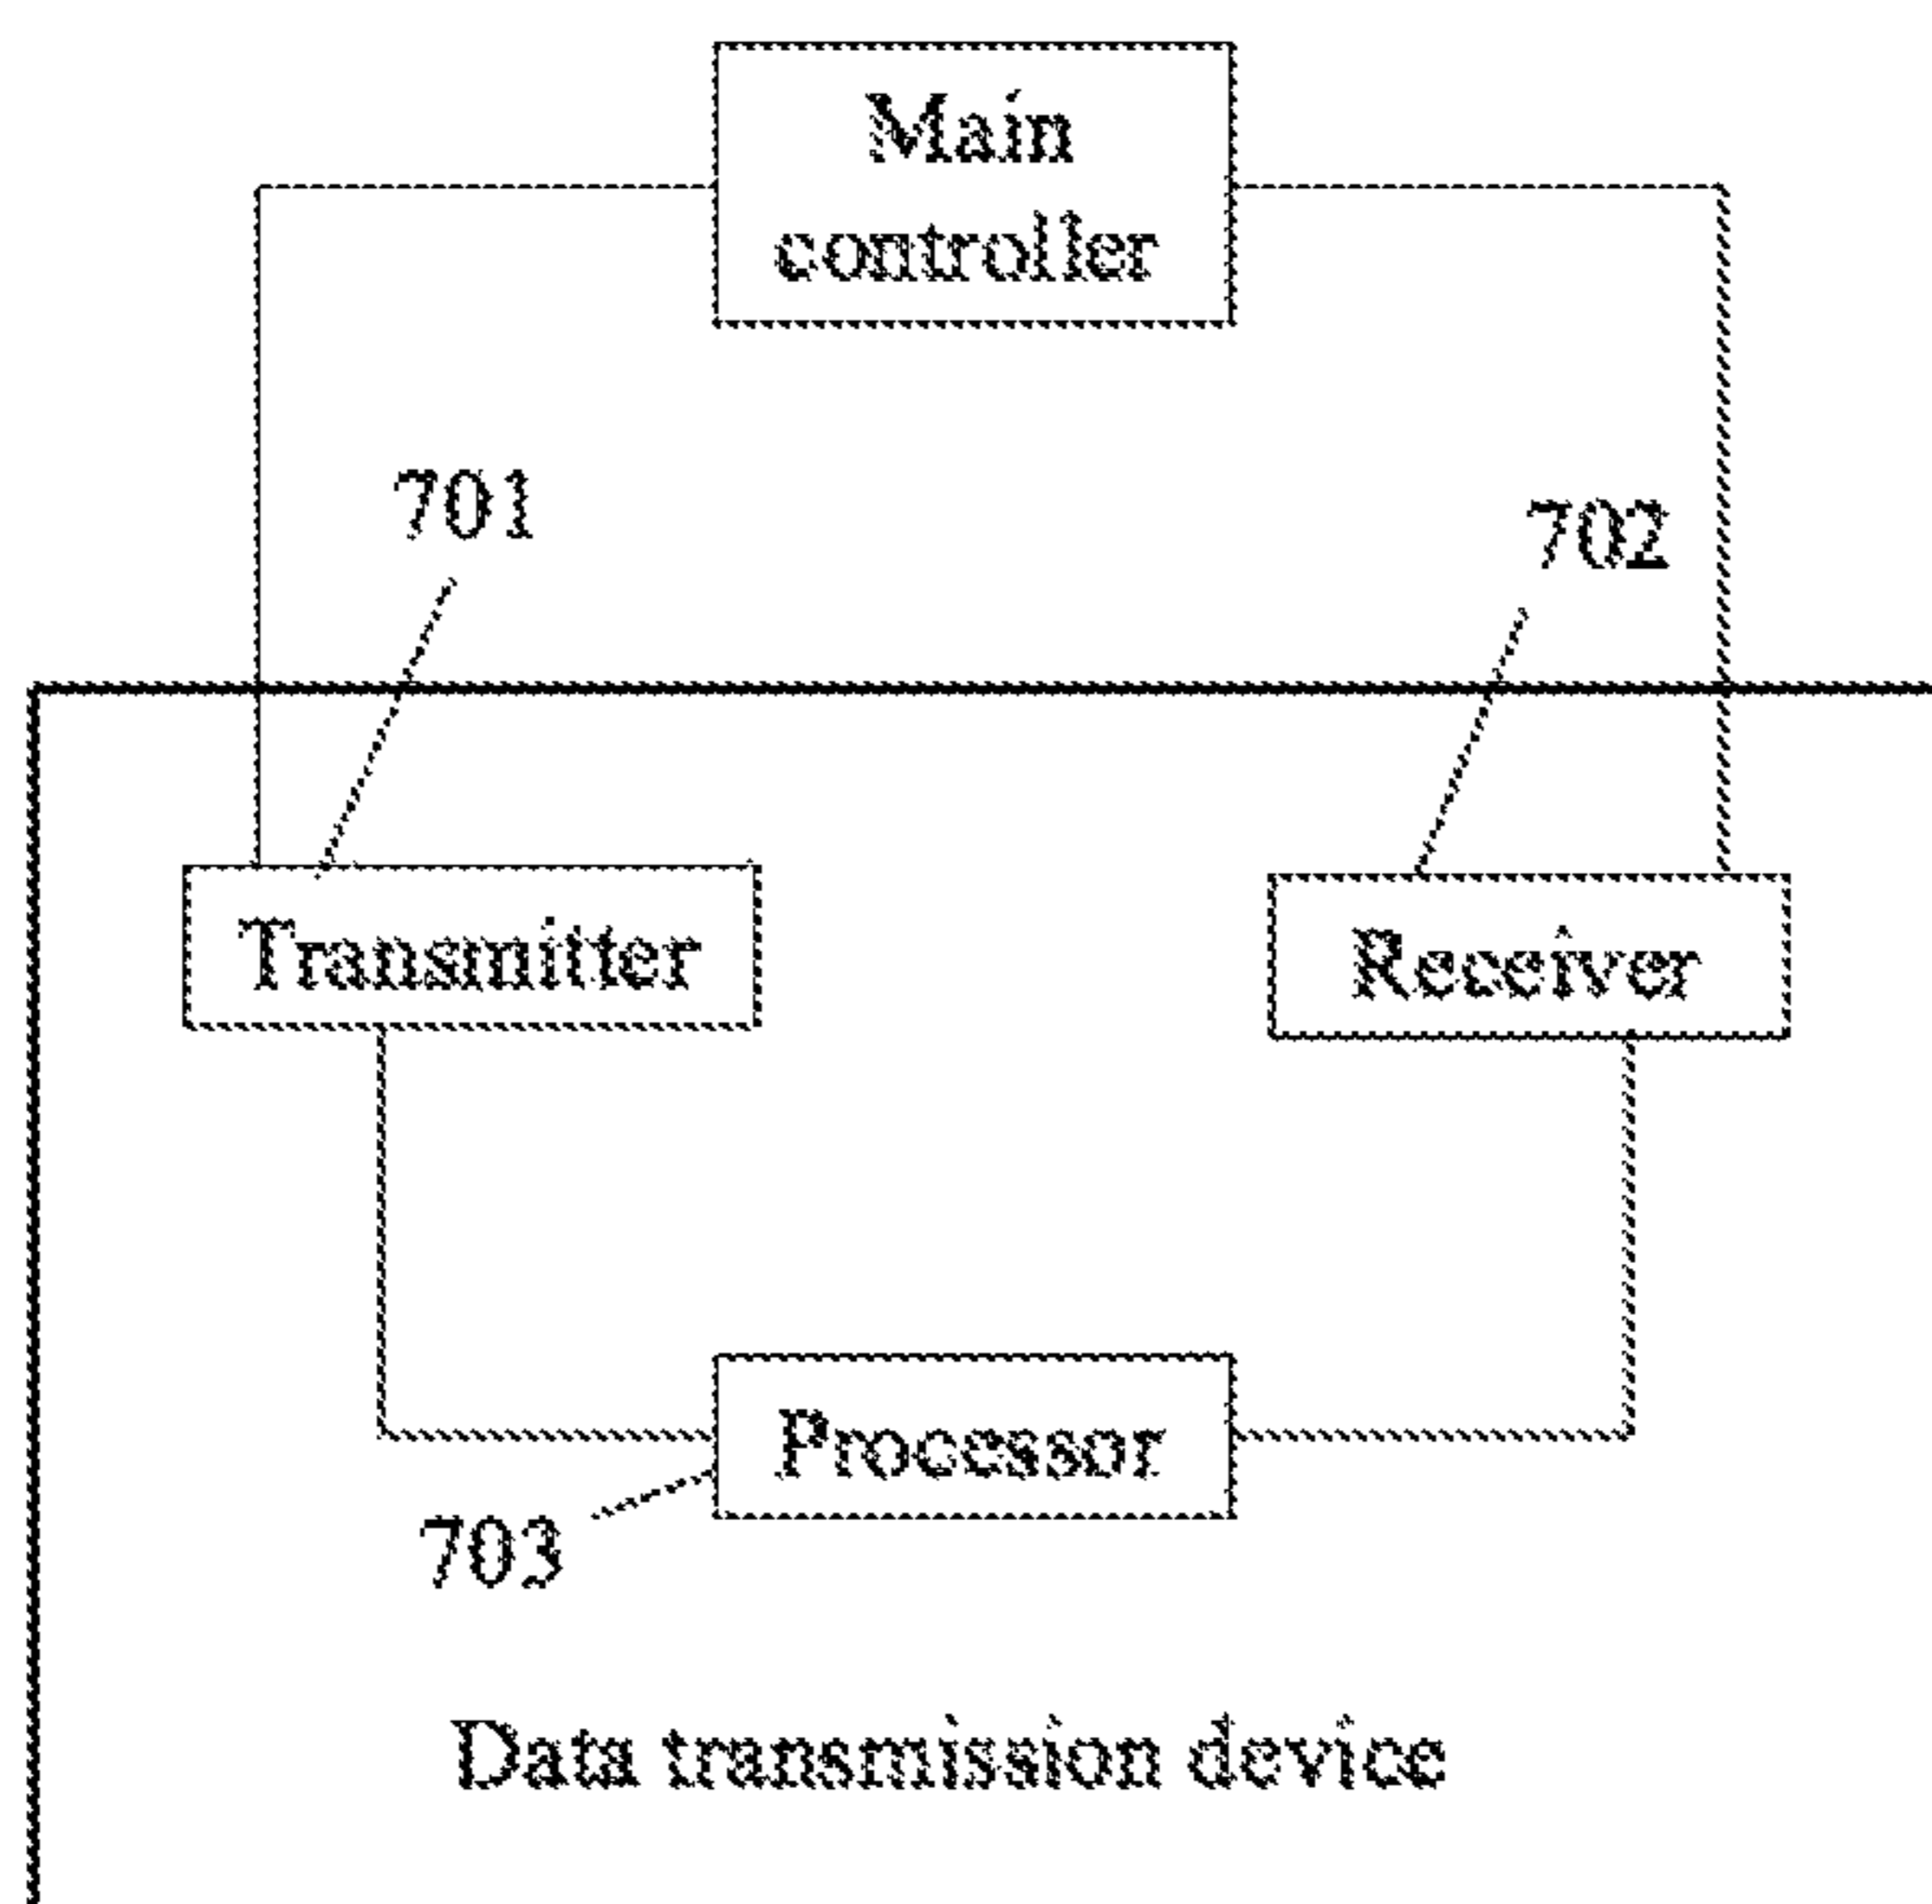 Main
controller
701
702
Transmitter
Receiver
Processor
703
Data transmission device